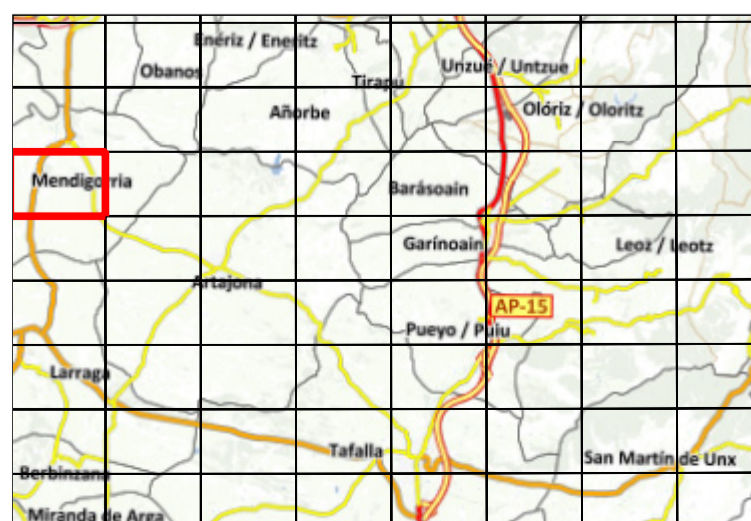 Enériz / Eneritz
Unzué / Untzue
Obanos
Tirapu
Añorbe
Olóriz / Oloritz
Mendigorria
Barásoain
Garínoain
Leoz / Leotz
Artajona
AP-15
Pueyo / Puiu
Larraga
Tafalla
San Martín de Unx
Berbinzana
Miranda de Arga